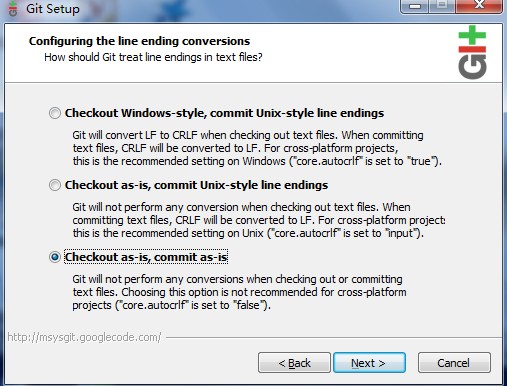 Git Setup
Configuring the line ending conversions
How should Git treat line endings in text files?
Checkout Windows-style, commit Unix-style line endings
Git will convert LF to CRLF when checking out text files. When committing
text files, CRLF will be converted to LF. For cross-platform projects,
this is the recommended setting on Windows ("core.autocrlf" is set to "true").
Checkout as-is, commit Unix-style line endings
Git will not perform any conversion when checking out text files. When
committing text files, CRLF will be converted to LF. For cross-platform projects
this is the recommended setting on Unix ("core.autocrlf" is set to "input").
Checkout as-is, commit as-is
Git will not perform any conversions when checking out or committing
text files. Choosing this option is not recommended for cross-platform
projects ("core.autocrlf" is set to "false").
http://msysgit.googlecode.com/
< Back
Next >
Cancel